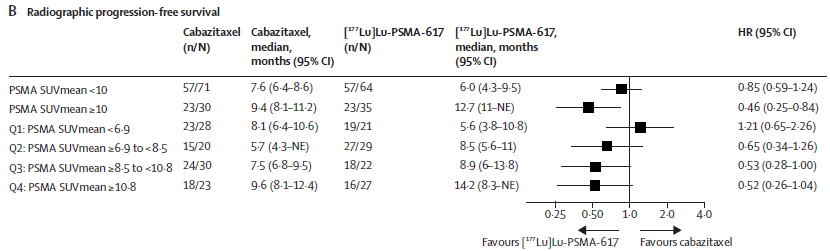 B Radiographic progression-free survival
Cabazitaxel (n/N) Cabazitaxel, median, months (95% CI) [¹⁷⁷Lu]Lu-PSMA-617 (n/N) [¹⁷⁷Lu]Lu-PSMA-617, median, months (95% CI) HR (95% CI)
PSMA SUVmean <10 57/71 7·6 (6·4–8·6) 57/64 6·0 (4·3–9·5) 0·85 (0·59–1·24)
PSMA SUVmean ≥10 23/30 9·4 (8·1–11·2) 23/35 12·7 (11–NE) 0·46 (0·25–0·84)
Q1: PSMA SUVmean <6·9 23/28 8·1 (6·4–10·6) 19/21 5·6 (3·8–10·8) 1·21 (0·65–2·26)
Q2: PSMA SUVmean ≥6·9 to <8·5 15/20 5·7 (4·3–NE) 27/29 8·5 (5·6–11) 0·65 (0·34–1·26)
Q3: PSMA SUVmean ≥8·5 to <10·8 24/30 7·5 (6·8–9·5) 18/22 8·9 (6–13·8) 0·53 (0·28–1·00)
Q4: PSMA SUVmean ≥10·8 18/23 9·6 (8·1–12·4) 16/27 14·2 (8·3–NE) 0·52 (0·26–1·04)
0·25 0·50 1·0 2·0 4·0
Favours [¹⁷⁷Lu]Lu-PSMA-617 Favours cabazitaxel